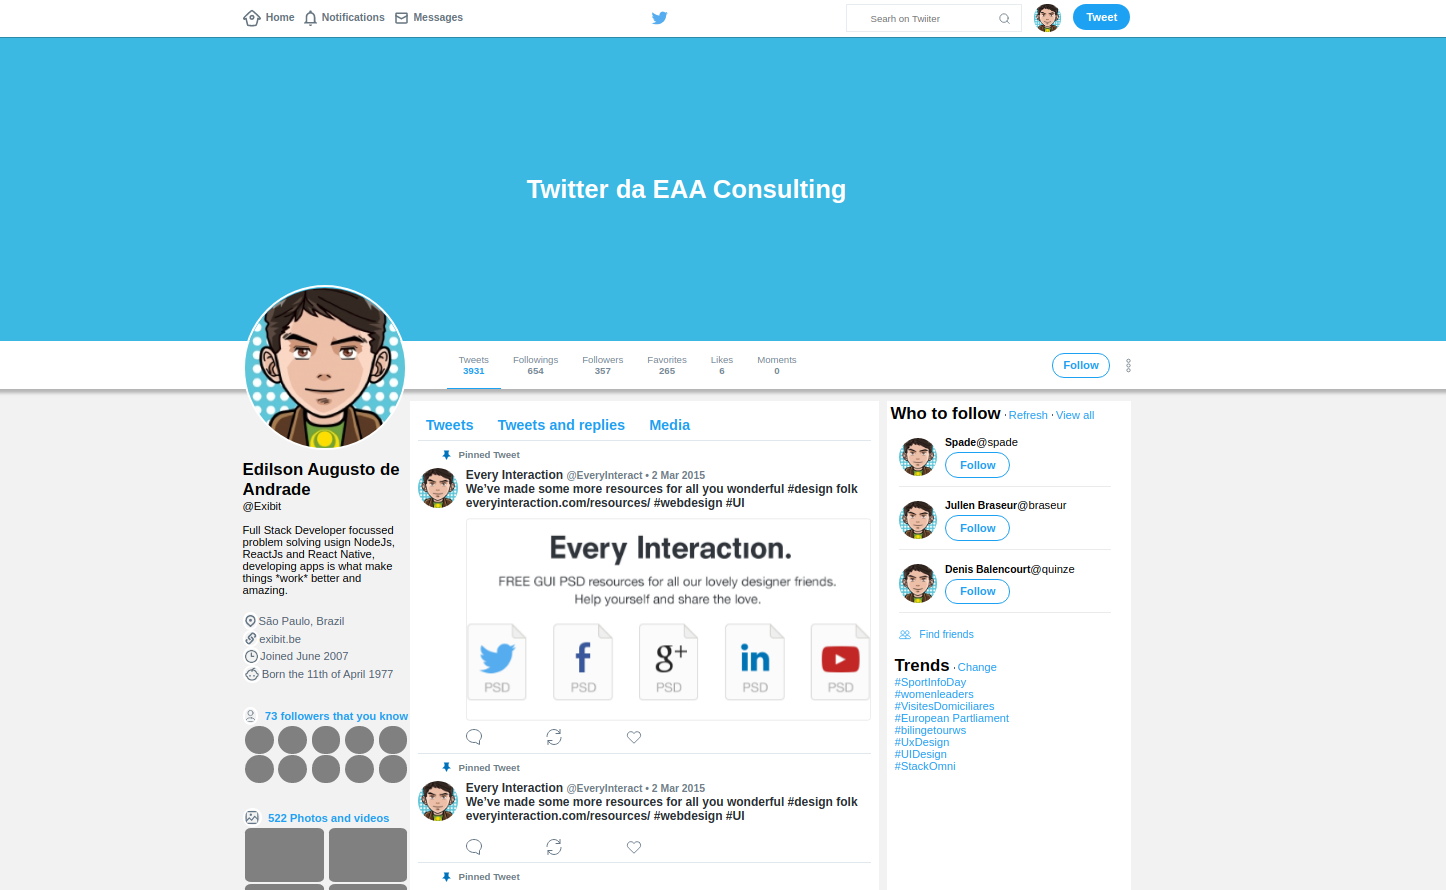 Home Notifications Messages
Searh on Twiiter
Tweet
Twitter da EAA Consulting
Tweets Followings Followers Favorites Likes Moments
3931 654 357 265 6 0
Follow
Edilson Augusto de
Andrade
@Exibit
Full Stack Developer focussed
problem solving usign NodeJs,
ReactJs and React Native,
developing apps is what make
things *work* better and
amazing.
São Paulo, Brazil
exibit.be
Joined June 2007
Born the 11th of April 1977
73 followers that you know
522 Photos and videos
Tweets Tweets and replies Media
Pinned Tweet
Every Interaction @EveryInteract • 2 Mar 2015
We’ve made some more resources for all you wonderful #design folk
everyinteraction.com/resources/ #webdesign #UI
Every Interaction.
FREE GUI PSD resources for all our lovely designer friends.
Help yourself and share the love.
f g+ in
PSD PSD PSD PSD PSD
Pinned Tweet
Every Interaction @EveryInteract • 2 Mar 2015
We’ve made some more resources for all you wonderful #design folk
everyinteraction.com/resources/ #webdesign #UI
Pinned Tweet
Who to follow · Refresh · View all
Spade@spade
Follow
Jullen Braseur@braseur
Follow
Denis Balencourt@quinze
Follow
Find friends
Trends · Change
#SportInfoDay
#womenleaders
#VisitesDomiciliares
#European Partliament
#bilingetourws
#UxDesign
#UIDesign
#StackOmni